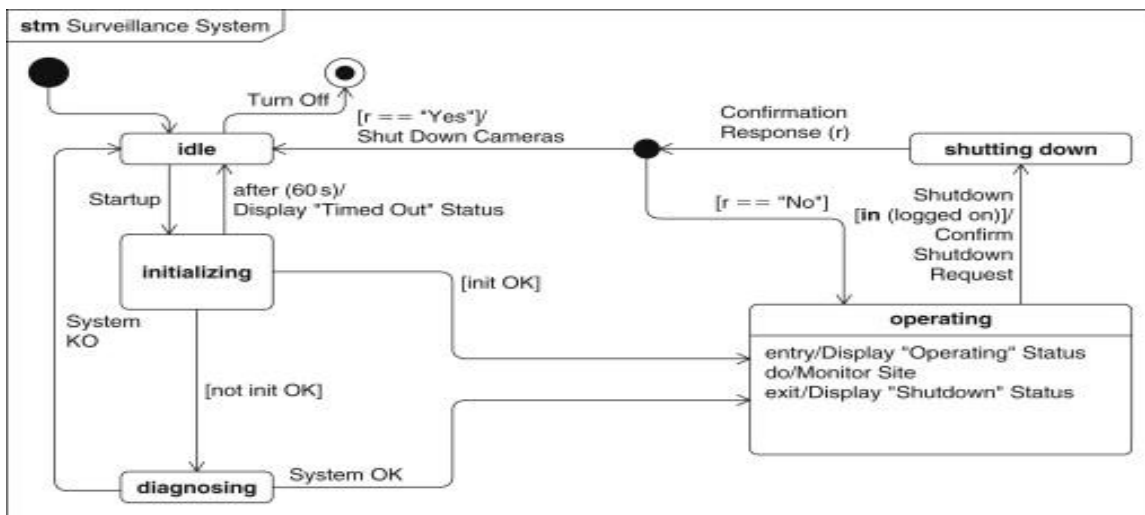 stm Surveillance System
Turn Off
[r == "Yes"]/
Shut Down Cameras
Confirmation
Response (r)
idle
shutting down
Startup
after (60 s)/
Display "Timed Out" Status
[r == "No"]
Shutdown
[in (logged on)]/
Confirm
Shutdown
Request
initializing
[init OK]
System
KO
[not init OK]
operating
entry/Display "Operating" Status
do/Monitor Site
exit/Display "Shutdown" Status
System OK
diagnosing